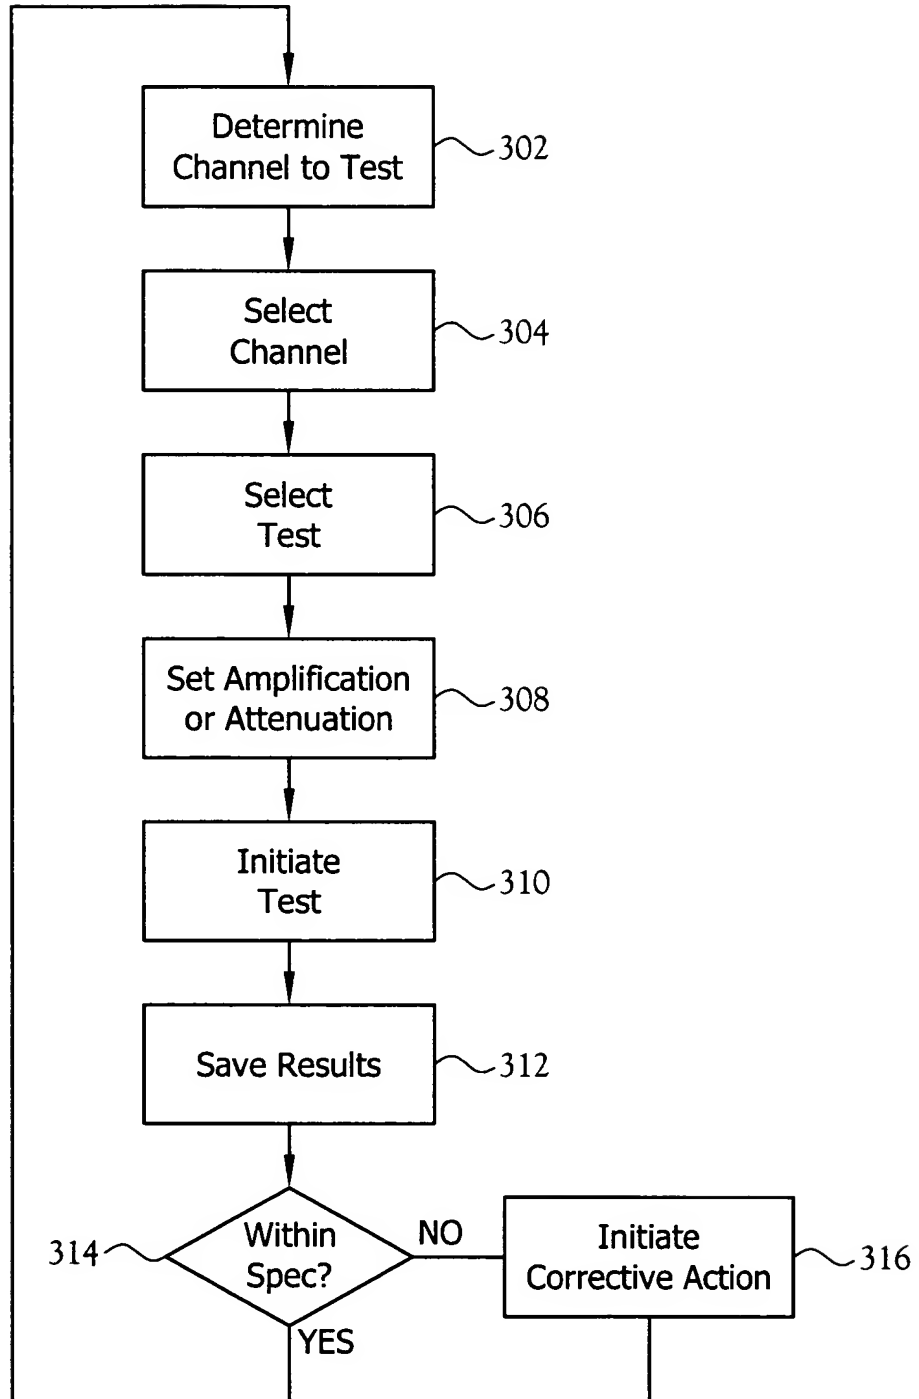 Determine
Channel to Test
302
Select
Channel
304
Select
Test
306
Set Amplification
or Attenuation
308
Initiate
Test
310
Save Results
312
314
Within
Spec?
NO
YES
Initiate
Corrective Action
316